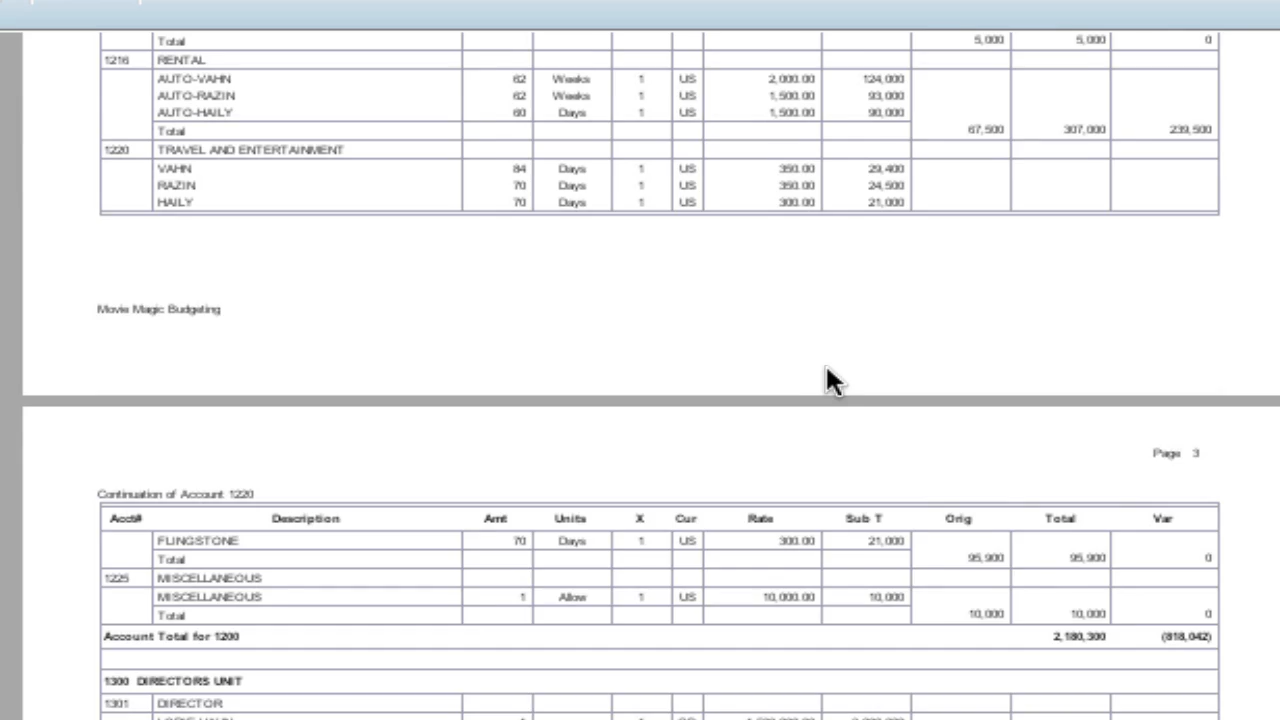 Total 5,000 5,000 0
1216 RENTAL
AUTO-VAHN 62 Weeks 1 US 2,000.00 124,000
AUTO-RAZIN 62 Weeks 1 US 1,500.00 93,000
AUTO-HAILY 60 Days 1 US 1,500.00 90,000
Total 67,500 307,000 239,500
1220 TRAVEL AND ENTERTAINMENT
VAHN 84 Days 1 US 350.00 29,400
RAZIN 70 Days 1 US 350.00 24,500
HAILY 70 Days 1 US 300.00 21,000
Movie Magic Budgeting
Page 3
Continuation of Account 1220
Acct# Description Amt Units X Cur Rate Sub T Orig Total Var
FLINGSTONE 70 Days 1 US 300.00 21,000
Total 95,900 95,900 0
1225 MISCELLANEOUS
MISCELLANEOUS 1 Allow 1 US 10,000.00 10,000
Total 10,000 10,000 0
Account Total for 1200 2,180,300 (818,042)
1300 DIRECTORS UNIT
1301 DIRECTOR